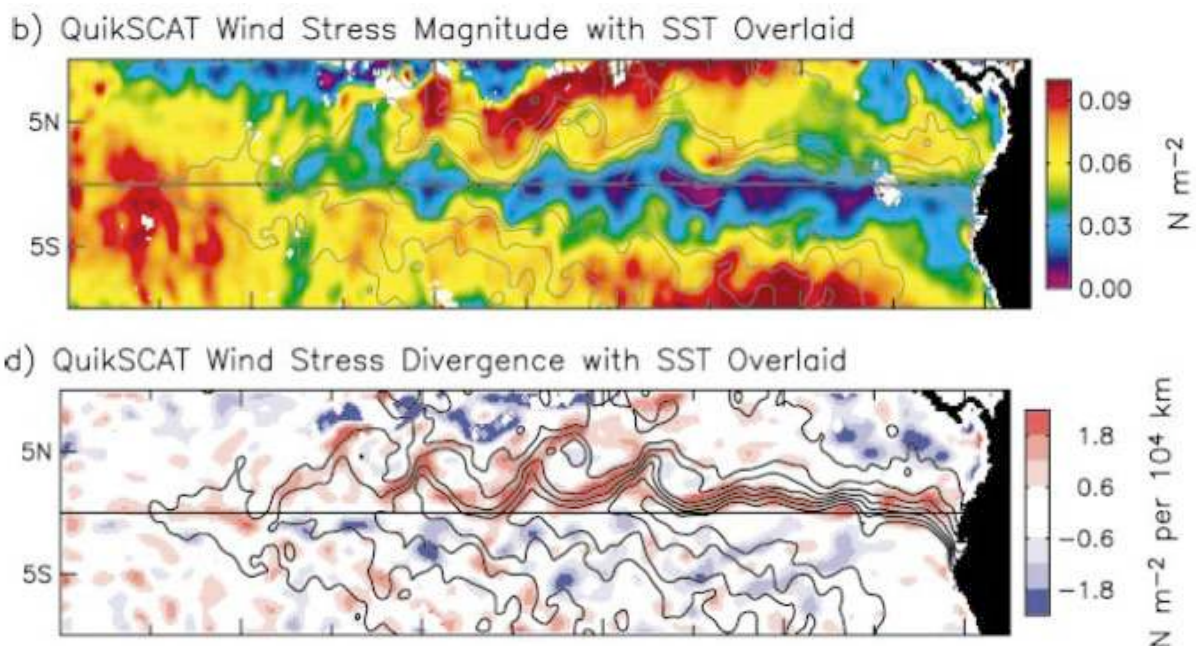 b) QuikSCAT Wind Stress Magnitude with SST Overlaid
5N
5S
0.09
0.06
0.03
0.00
N m⁻²
d) QuikSCAT Wind Stress Divergence with SST Overlaid
5N
5S
1.8
0.6
−0.6
−1.8
N m⁻² per 10⁴ km